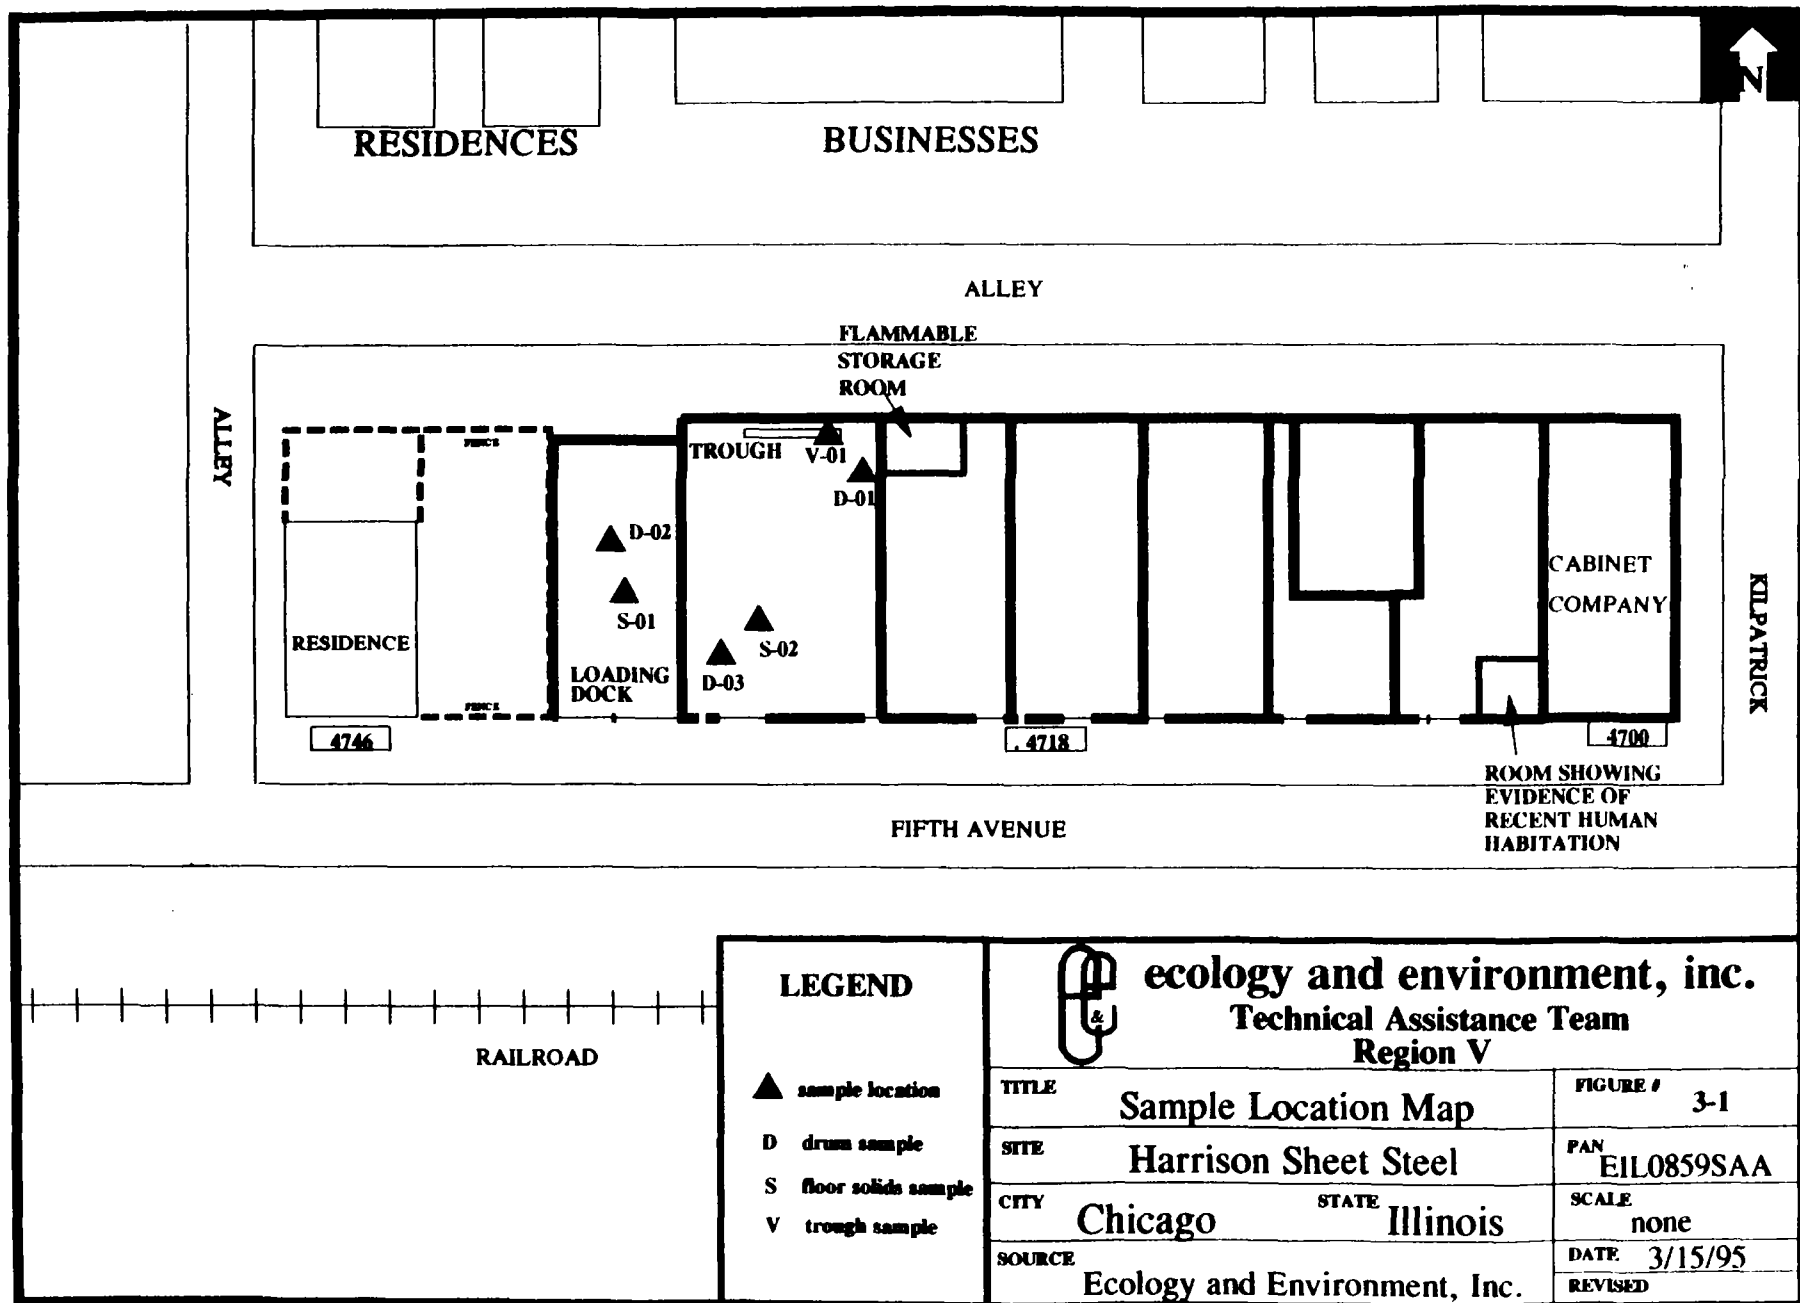 N
RESIDENCES
BUSINESSES
ALLEY
FLAMMABLE
STORAGE
ROOM
ALLEY
FENCE
TROUGH
V-01
D-01
D-02
S-01
S-02
D-03
RESIDENCE
LOADING
DOCK
FENCE
CABINET
COMPANY
KILPATRICK
4746
4718
4700
ROOM SHOWING
EVIDENCE OF
RECENT HUMAN
HABITATION
FIFTH AVENUE
RAILROAD
LEGEND
sample location
D drum sample
S floor solids sample
V trough sample
&
ecology and environment, inc.
Technical Assistance Team
Region V
TITLE Sample Location Map
FIGURE # 3-1
SITE Harrison Sheet Steel
PAN E1L0859SAA
CITY Chicago STATE Illinois
SCALE none
SOURCE Ecology and Environment, Inc.
DATE 3/15/95
REVISED